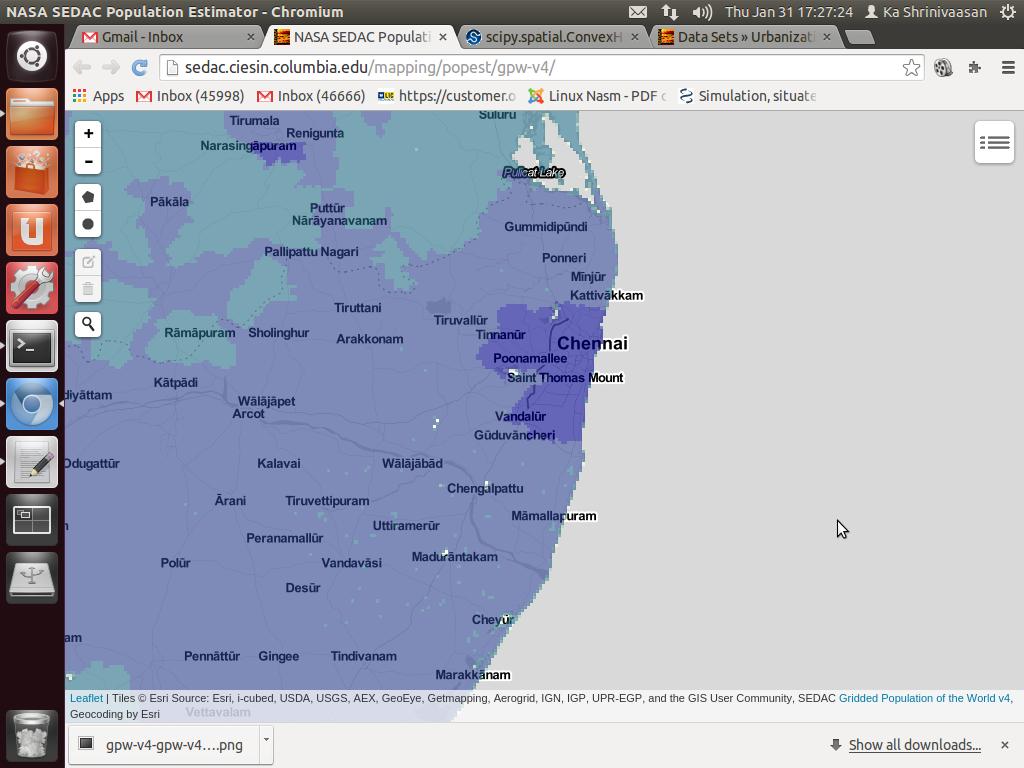 NASA SEDAC Population Estimator - Chromium
Thu Jan 31 17:27:24
Ka Shrinivaasan
Gmail - Inbox
NASA SEDAC Populati
scipy.spatial.ConvexH
Data Sets » Urbanizat
sedac.ciesin.columbia.edu/mapping/popest/gpw-v4/
Apps
Inbox (45998)
Inbox (46666)
https://customer.o
Linux Nasm - PDF
Simulation, situate
+
-
Suluru
Tirumala
Renigunta
Narasingāpuram
Pulicat Lake
Pākāla
Puttūr
Nārāyanavanam
Gummidipūndi
Pallipattu Nagari
Ponneri
Mīnjūr
Kattivākkam
Tiruttani
Tiruvallūr
Rāmāpuram
Sholinghur
Arakkonam
Tinnanūr
Chennai
Poonamallee
Saint Thomas Mount
Kātpādi
diyāttam
Wālājāpet
Arcot
Vandalūr
Gūduvāncheri
Odugattūr
Kalavai
Wālājābād
Chengalpattu
Ārani
Tiruvettipuram
Māmallapuram
Uttiramerūr
Peranamallūr
Madurāntakam
Polūr
Vandavāsi
Desūr
Cheyūr
am
Pennāttūr
Gingee
Tindivanam
Marakkānam
Leaflet | Tiles © Esri Source: Esri, i-cubed, USDA, USGS, AEX, GeoEye, Getmapping, Aerogrid, IGN, IGP, UPR-EGP, and the GIS User Community, SEDAC Gridded Population of the World v4,
Geocoding by Esri
Vettavalam
gpw-v4-gpw-v4....png
Show all downloads...